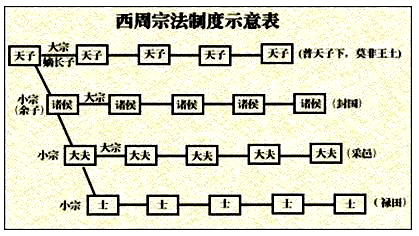 西周宗法制度示意表
大宗
天子 天子 天子 天子 天子 (普天子下，莫非王土)
嫡长子
小宗 大宗
(余子) 诸侯 诸侯 诸侯 诸侯 诸侯 (封国)
大宗
小宗 大夫 大夫 大夫 大夫 大夫 (采邑)
小宗 士 士 士 士 士 (禄田)